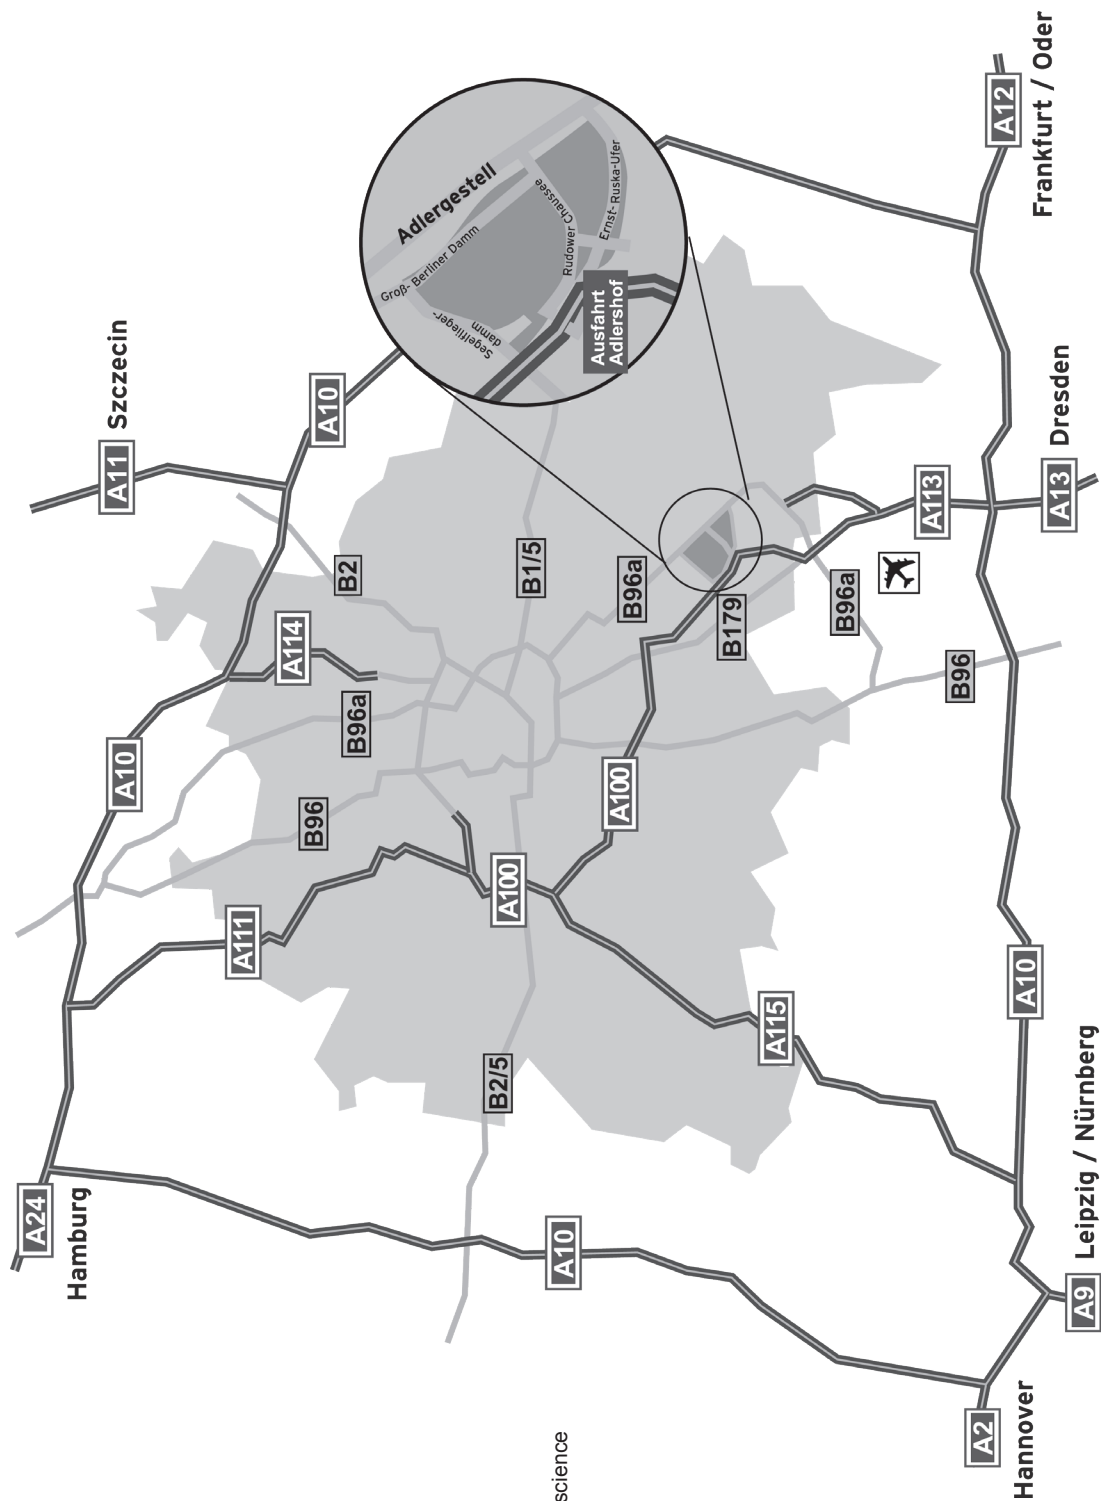 A24
Hamburg
A11 Szczecin
A10
A111
A114
B96
A10
B2
B96a
Adlergestell
Groß- Berliner Damm
Segelflieger-
damm
Rudower Chaussee
Ernst- Ruska-Ufer
Ausfahrt
Adlershof
B2/5
A100
B1/5
science
A10
A100
B96a
B179
A115
B96a
A113
B96
A2
Hannover
A10
A12
Frankfurt / Oder
A13
Dresden
A9
Leipzig / Nürnberg